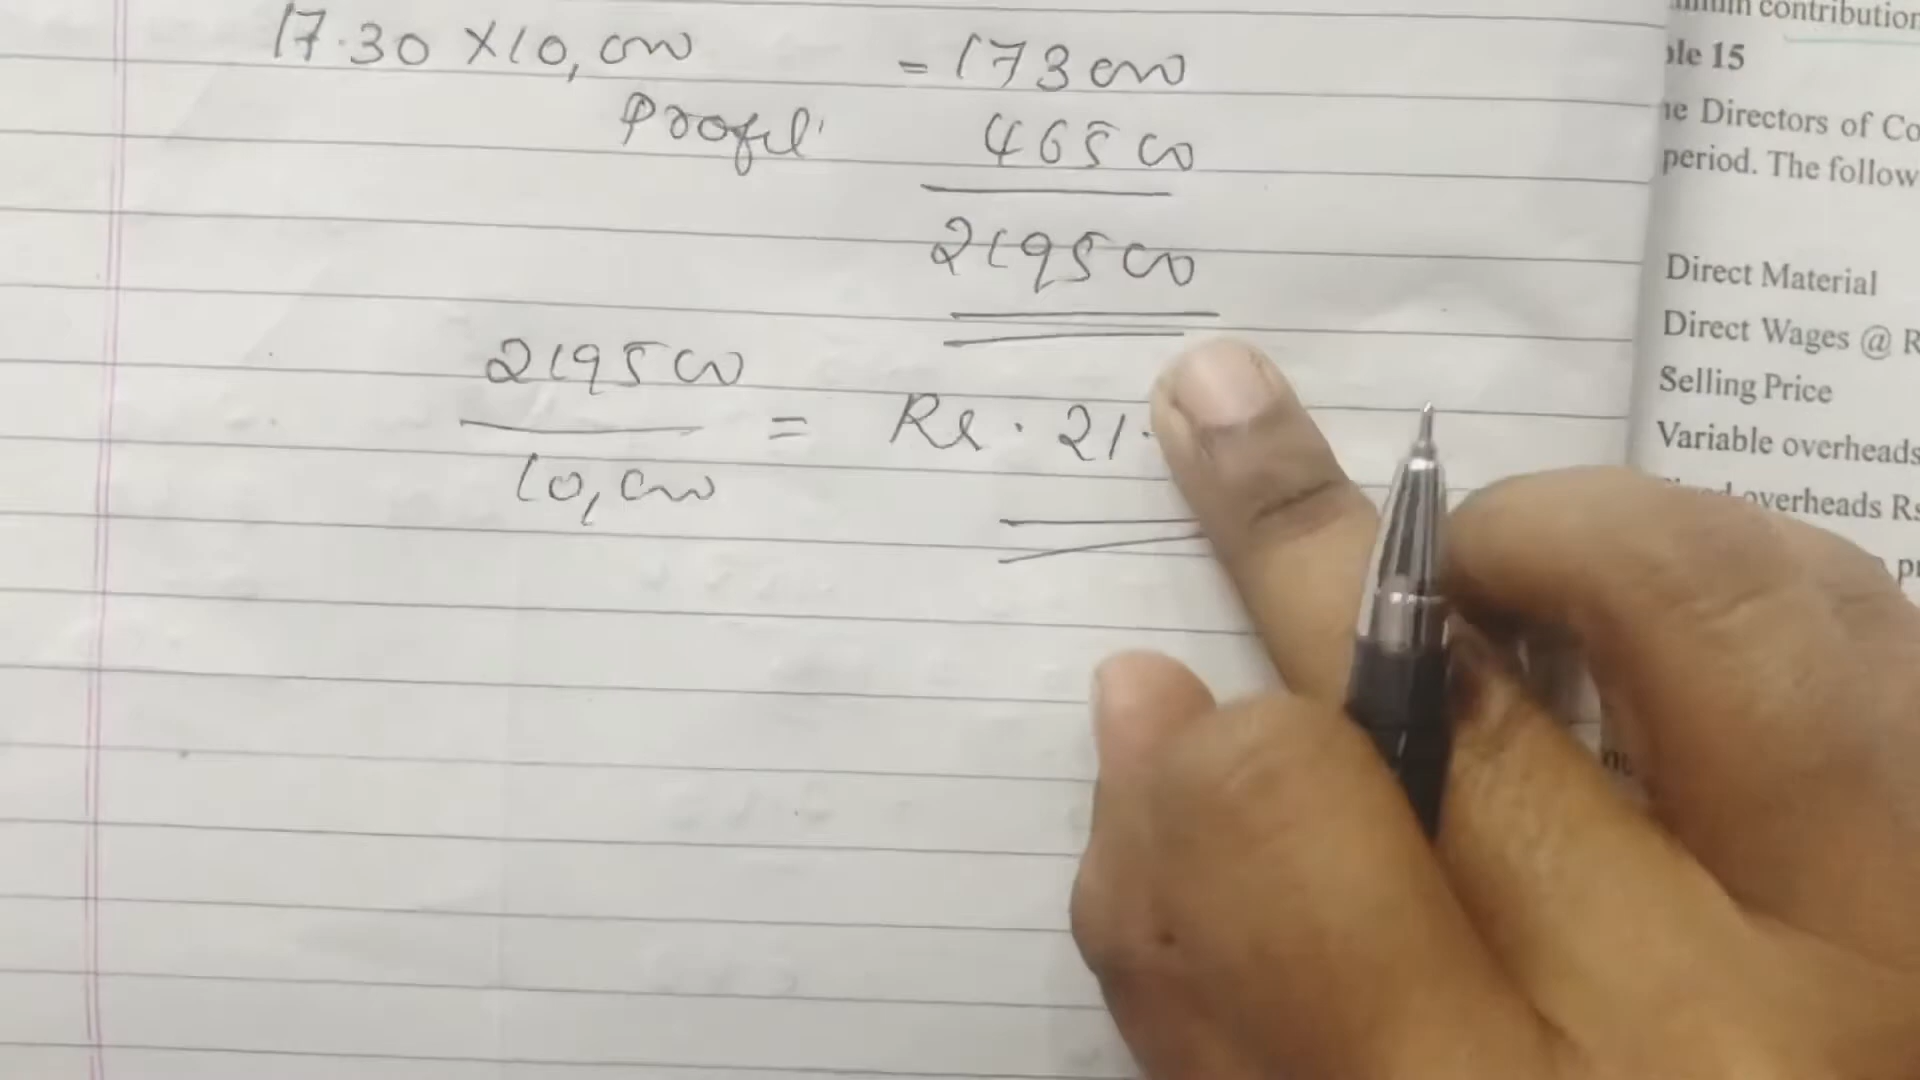 17.30 × 10,000 = 173000
Profit 46500
219500
219500
10,000
= Rs. 21.
contribution
ple 15
Directors of Co
period. The follow
Direct Material
Direct Wages @ R
Selling Price
Variable overheads
overheads Rs